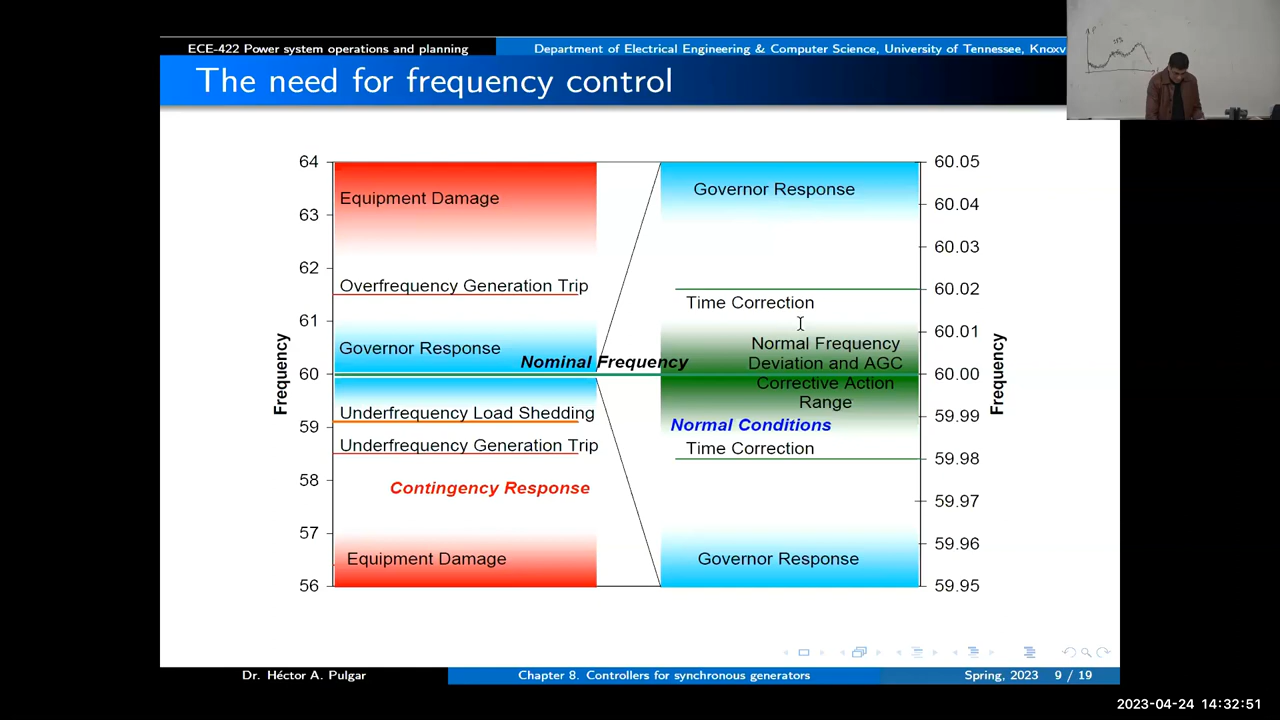 ECE-422 Power system operations and planning
Department of Electrical Engineering & Computer Science, University of Tennessee, Knoxv
The need for frequency control
64
63
62
61
60
59
58
57
56
Frequency
Equipment Damage
Overfrequency Generation Trip
Governor Response
Nominal Frequency
Underfrequency Load Shedding
Underfrequency Generation Trip
Contingency Response
Equipment Damage
Governor Response
Time Correction
Normal Frequency
Deviation and AGC
Corrective Action
Range
Normal Conditions
Time Correction
Governor Response
60.05
60.04
60.03
60.02
60.01
60.00
59.99
59.98
59.97
59.96
59.95
Frequency
Dr. Héctor A. Pulgar
Chapter 8. Controllers for synchronous generators
Spring, 2023
9 / 19
2023-04-24 14:32:51